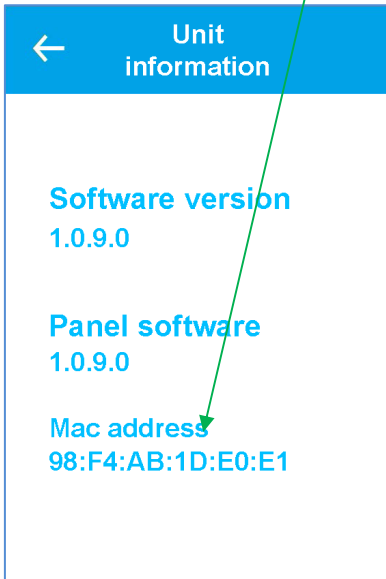 Unit
information
Software version
1.0.9.0
Panel software
1.0.9.0
Mac address
98:F4:AB:1D:E0:E1